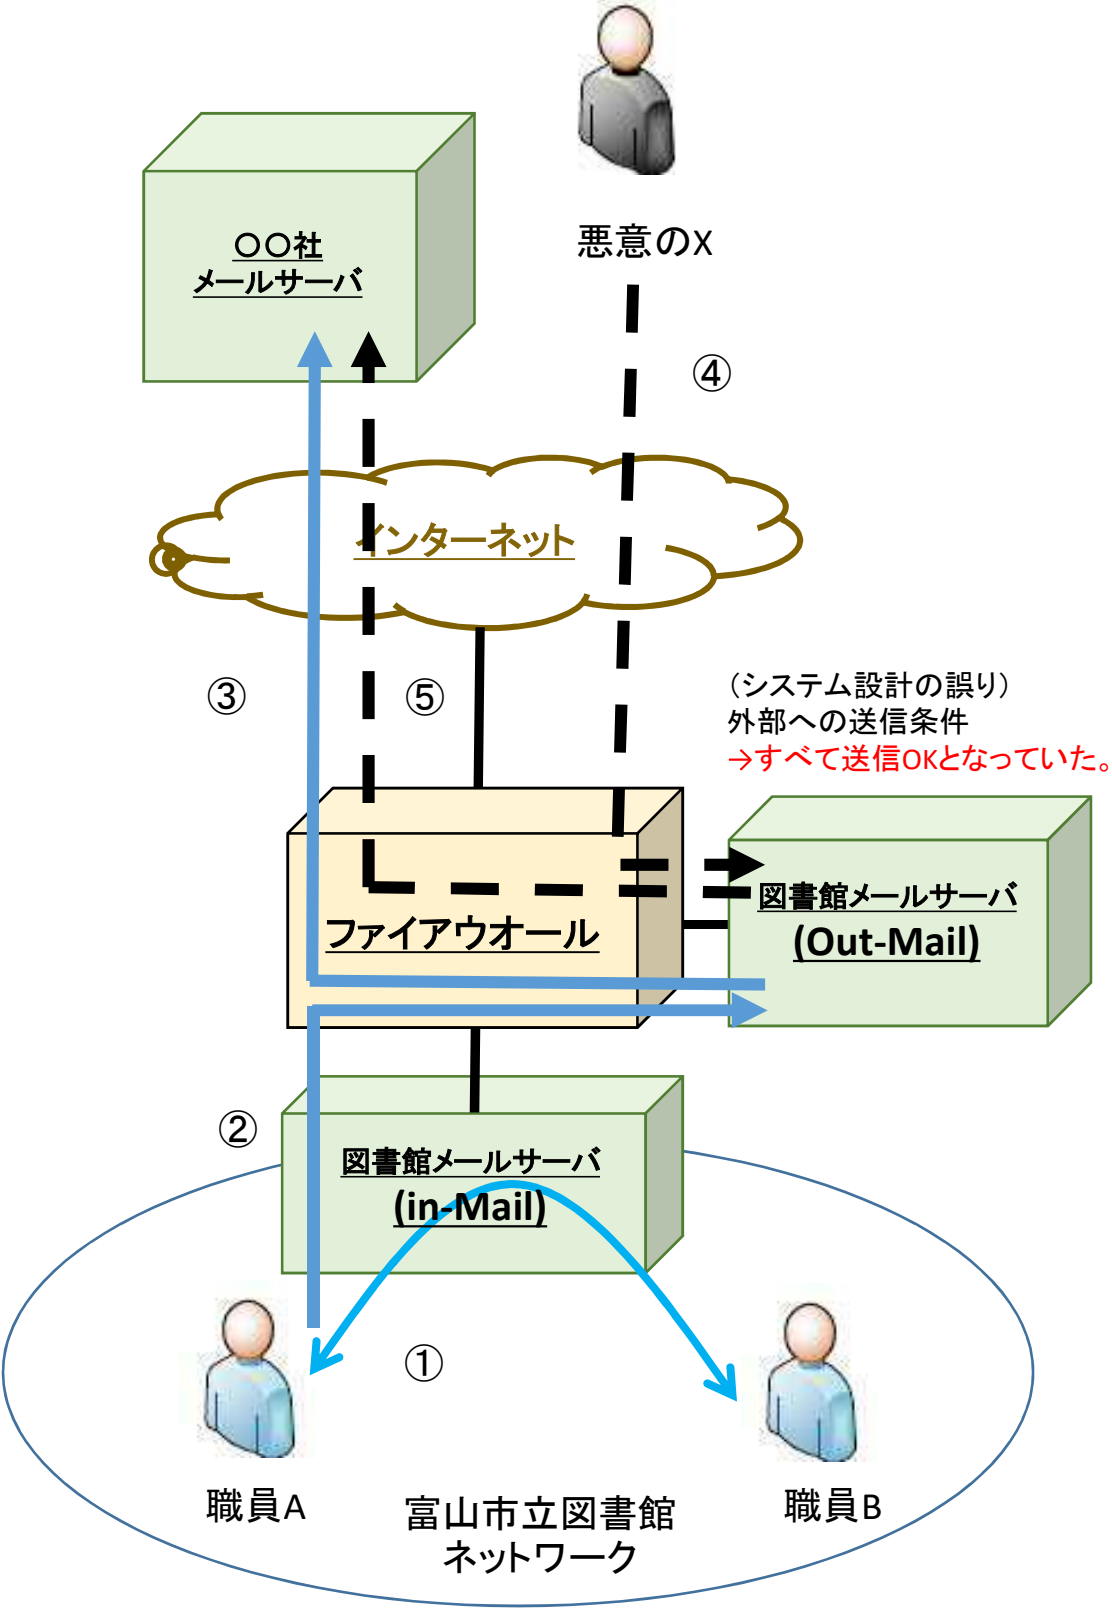 悪意のX
〇〇社
メールサーバ
④
インターネット
③
⑤
（システム設計の誤り）
外部への送信条件
→すべて送信OKとなっていた。
図書館メールサーバ
(Out-Mail)
ファイアウオール
②
図書館メールサーバ
(in-Mail)
①
職員A
富山市立図書館
ネットワーク
職員B